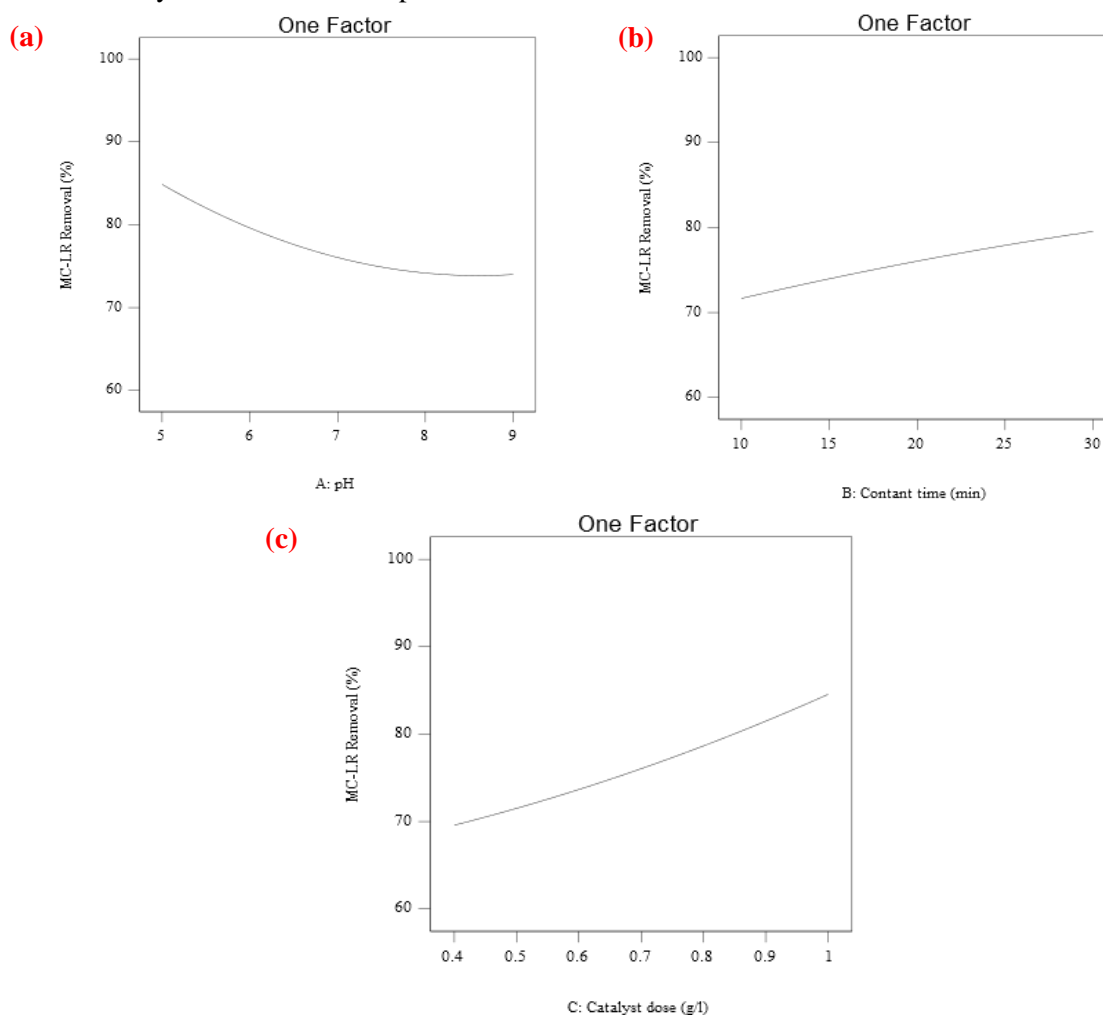 One Factor
(a)
100
90
80
70
60
MC-LR Removal (%)
5 6 7 8 9
A: pH
One Factor
(b)
100
90
80
70
60
MC-LR Removal (%)
10 15 20 25 30
B: Contant time (min)
One Factor
(c)
100
90
80
70
60
MC-LR Removal (%)
0.4 0.5 0.6 0.7 0.8 0.9 1
C: Catalyst dose (g/l)